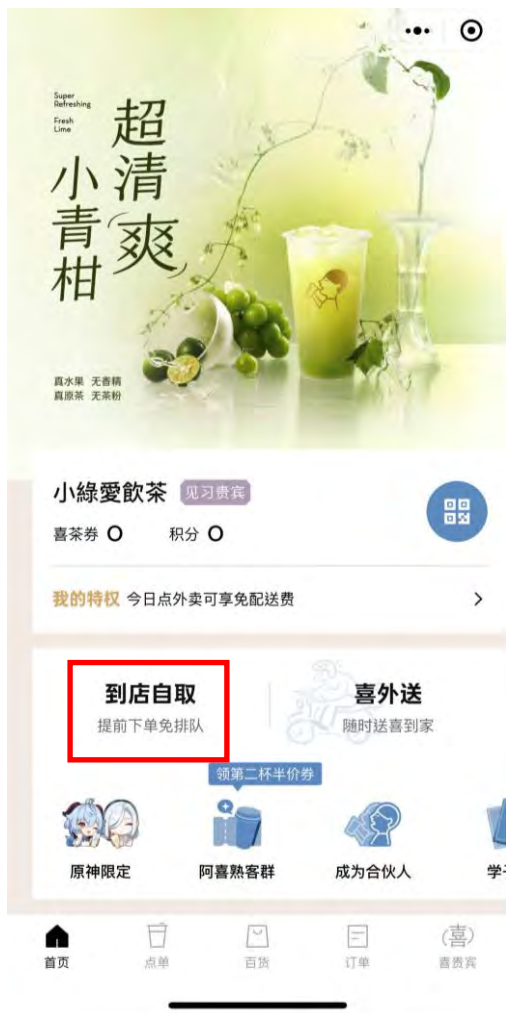 Super
Refreshing
Fresh
Lime
超清爽
小青柑
真水果 无香精
真原茶 无茶粉
小綠愛飲茶 见习贵宾
喜茶券 0 积分 0
我的特权 今日点外卖可享免配送费
到店自取 喜外送
提前下单免排队 随时送喜到家
领第二杯半价券
原神限定 阿喜熟客群 成为合伙人 学
(喜)
首页 点单 百货 订单 喜贵宾